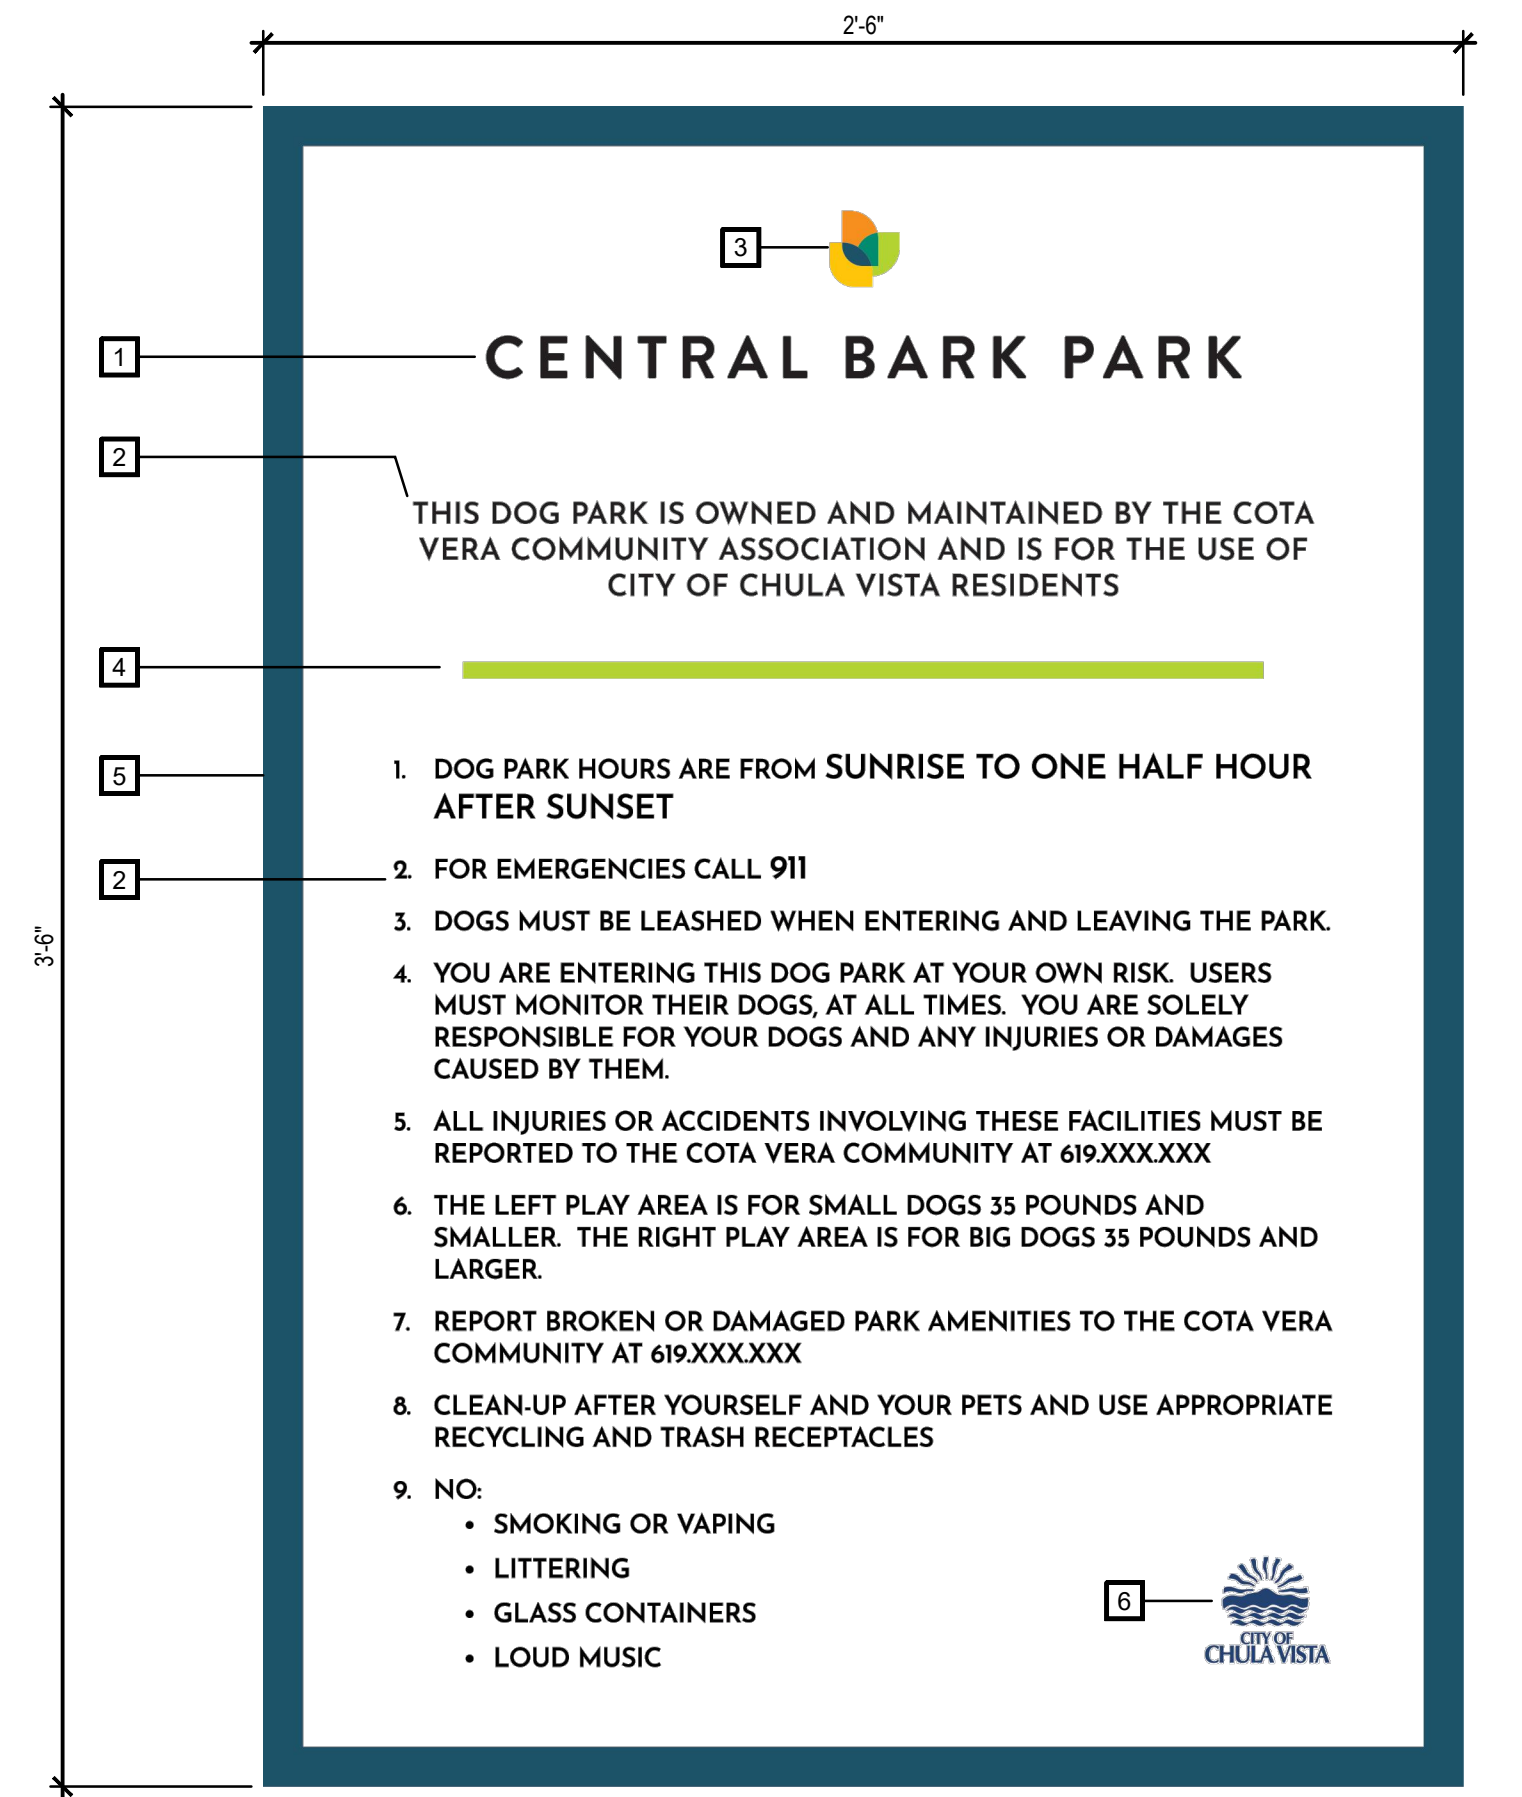 2'-6"
3
1 CENTRAL BARK PARK
2
THIS DOG PARK IS OWNED AND MAINTAINED BY THE COTA
VERA COMMUNITY ASSOCIATION AND IS FOR THE USE OF
CITY OF CHULA VISTA RESIDENTS
4
5
1. DOG PARK HOURS ARE FROM SUNRISE TO ONE HALF HOUR
AFTER SUNSET
2
2. FOR EMERGENCIES CALL 911
3. DOGS MUST BE LEASHED WHEN ENTERING AND LEAVING THE PARK.
3'-6"
4. YOU ARE ENTERING THIS DOG PARK AT YOUR OWN RISK. USERS
MUST MONITOR THEIR DOGS, AT ALL TIMES. YOU ARE SOLELY
RESPONSIBLE FOR YOUR DOGS AND ANY INJURIES OR DAMAGES
CAUSED BY THEM.
5. ALL INJURIES OR ACCIDENTS INVOLVING THESE FACILITIES MUST BE
REPORTED TO THE COTA VERA COMMUNITY AT 619.XXX.XXX
6. THE LEFT PLAY AREA IS FOR SMALL DOGS 35 POUNDS AND
SMALLER. THE RIGHT PLAY AREA IS FOR BIG DOGS 35 POUNDS AND
LARGER.
7. REPORT BROKEN OR DAMAGED PARK AMENITIES TO THE COTA VERA
COMMUNITY AT 619.XXX.XXX
8. CLEAN-UP AFTER YOURSELF AND YOUR PETS AND USE APPROPRIATE
RECYCLING AND TRASH RECEPTACLES
9. NO:
• SMOKING OR VAPING
• LITTERING
• GLASS CONTAINERS
• LOUD MUSIC
6
CITY OF
CHULA VISTA